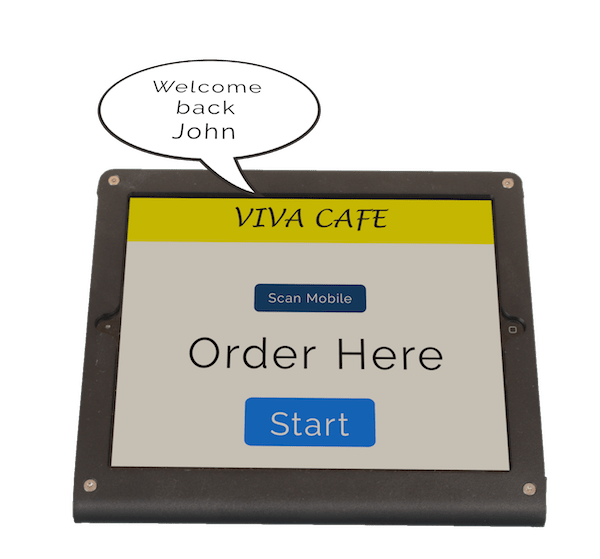 Welcome
back
John
VIVA CAFE
Scan Mobile
Order Here
Start